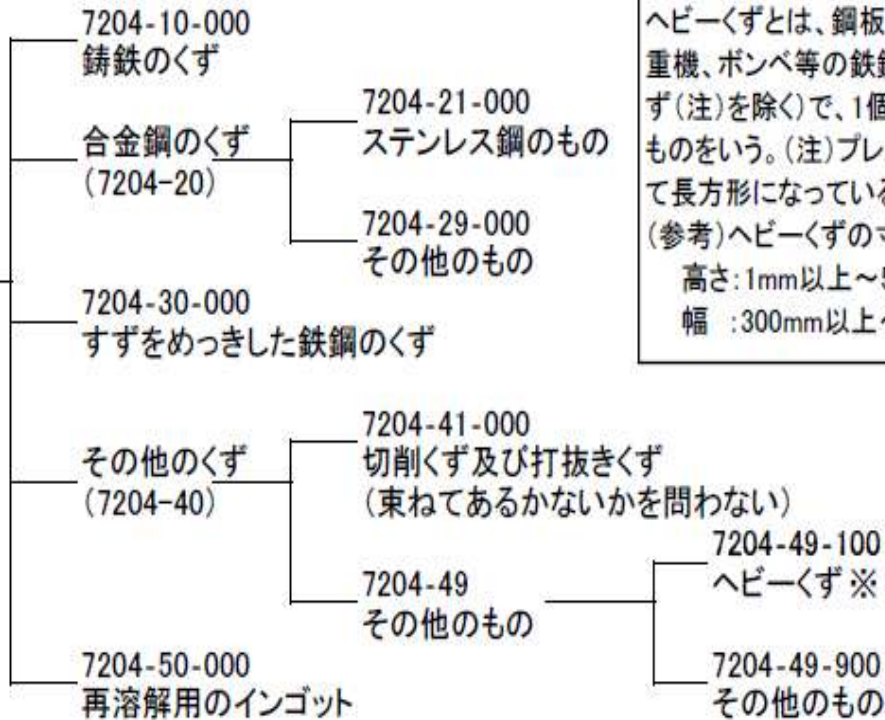 7204-10-000
鋳鉄のくず
合金鋼のくず
(7204-20)
7204-21-000
ステンレス鋼のもの
7204-29-000
その他のもの
7204-30-000
すずをめっきした鉄鋼のくず
その他のくず
(7204-40)
7204-41-000
切削くず及び打抜きくず
(束ねてあるかないかを問わない)
7204-49
その他のもの
7204-49-100
ヘビーくず※
7204-49-900
その他のもの
7204-50-000
再溶解用のインゴット
ヘビーくずとは、鋼板
重機、ボンベ等の鉄
ず(注)を除く)で、1個
ものをいう。(注)プレ
て長方形になっている
(参考)ヘビーくずの
高さ:1mm以上～
幅 :300mm以上